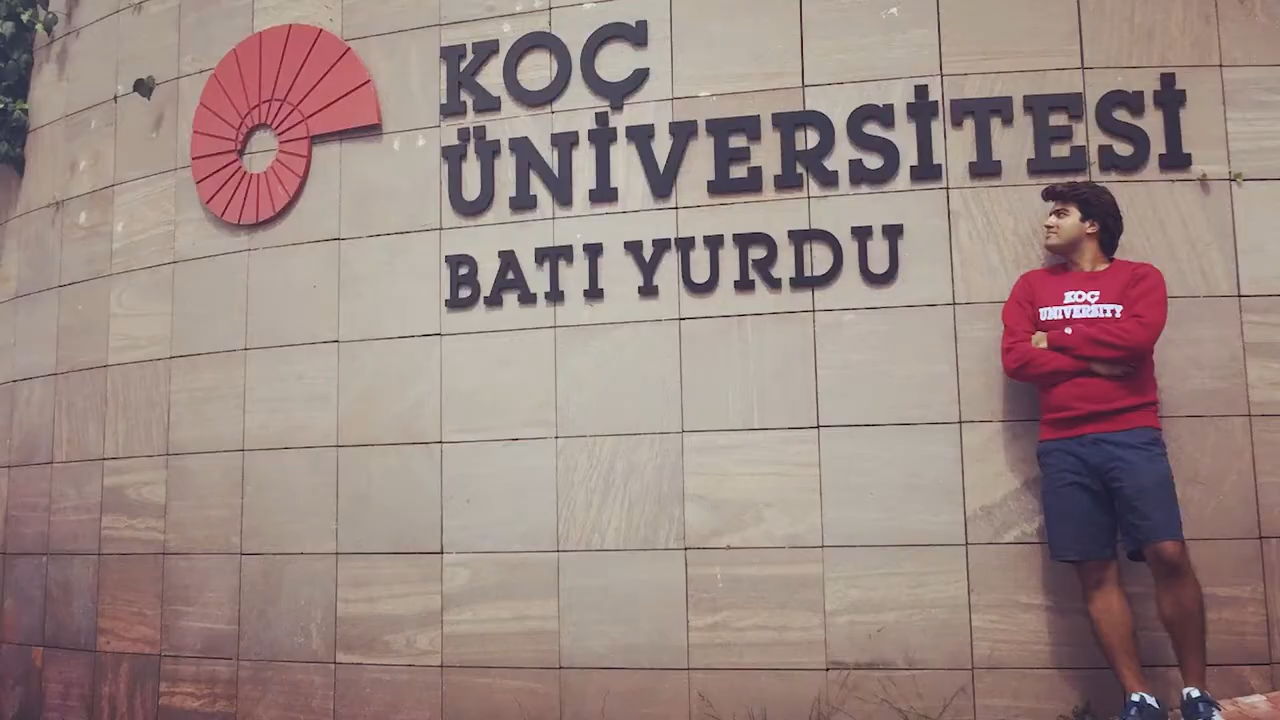 KOÇ
ÜNİVERSİTESİ
BATI YURDU
KOÇ
UNIVERSITY